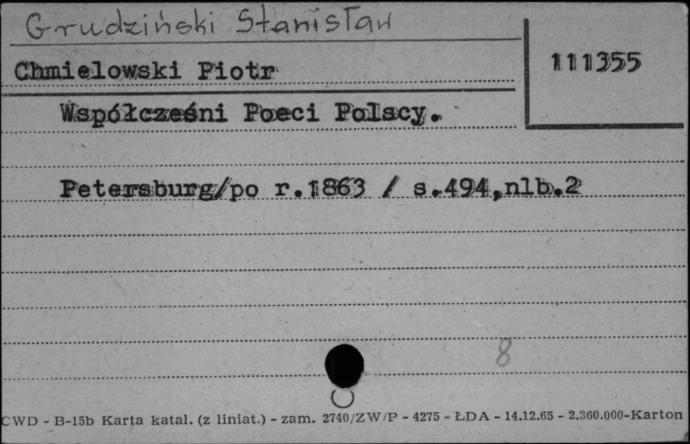 Grudziński Stanisław
111355
Chmielowski Piotr
Współcześni Poeci Polscy.
Petersburg/po r.1863 / s.494,nlb.2
8
CWD - B-15b Karta katal. (z liniat.) - zam. 2740/ZW/P - 4275 - ŁDA - 14.12.65 - 2.360.000-Karton